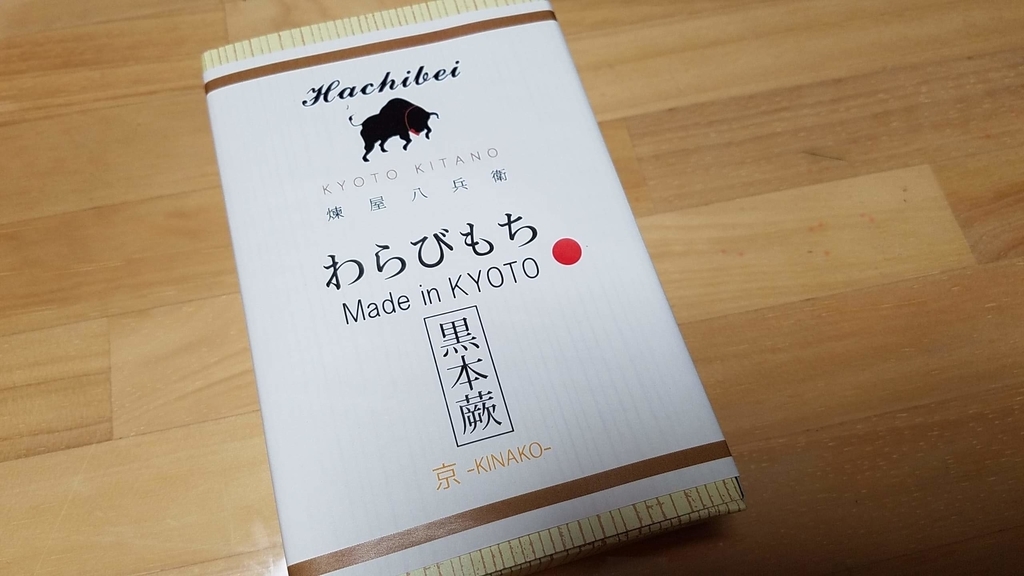 Hachibei
KYOTO KITANO
煉屋八兵衛
わらびもち
Made in KYOTO
黒本蕨
京 -KINAKO-